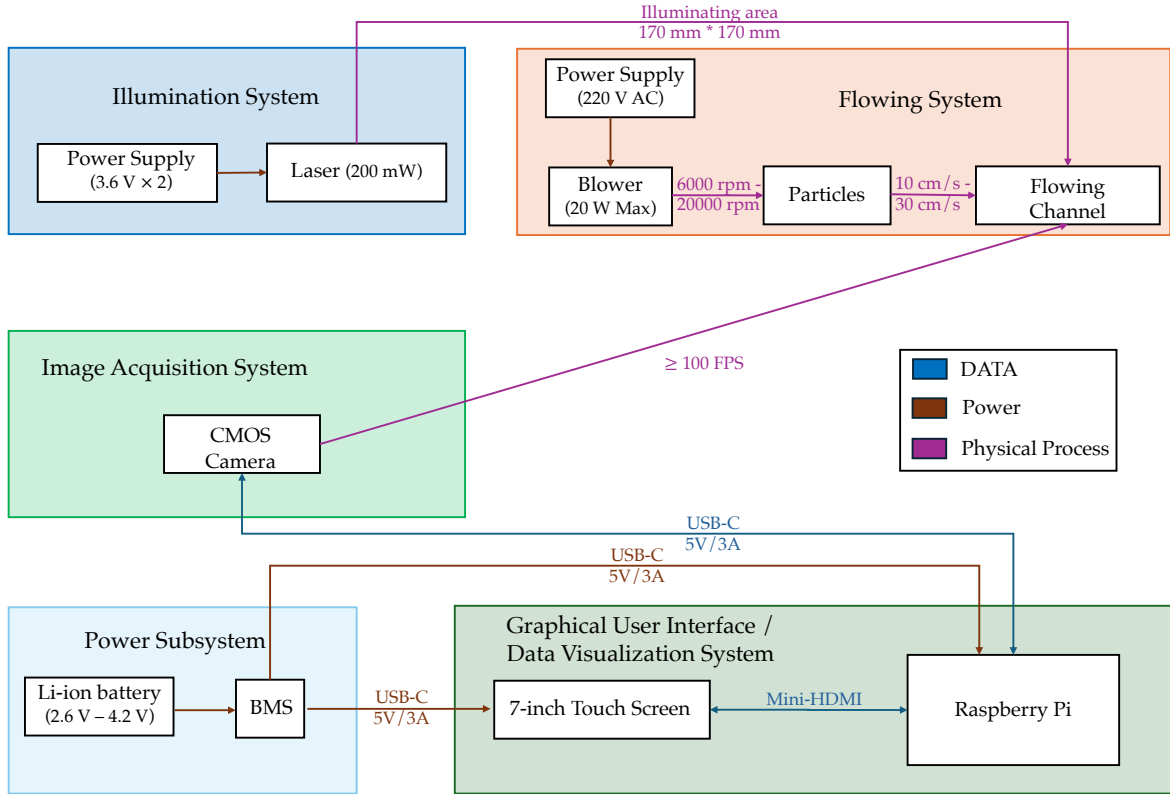 Illuminating area
170 mm * 170 mm
Illumination System
Power Supply
(3.6 V × 2)
Laser (200 mW)
Power Supply
(220 V AC)
Flowing System
Blower
(20 W Max)
6000 rpm -
20000 rpm
Particles
10 cm/s -
30 cm/s
Flowing
Channel
Image Acquisition System
CMOS
Camera
≥ 100 FPS
DATA
Power
Physical Process
USB-C
5V/3A
USB-C
5V/3A
Power Subsystem
Li-ion battery
(2.6 V – 4.2 V)
BMS
USB-C
5V/3A
Graphical User Interface /
Data Visualization System
7-inch Touch Screen
Mini-HDMI
Raspberry Pi